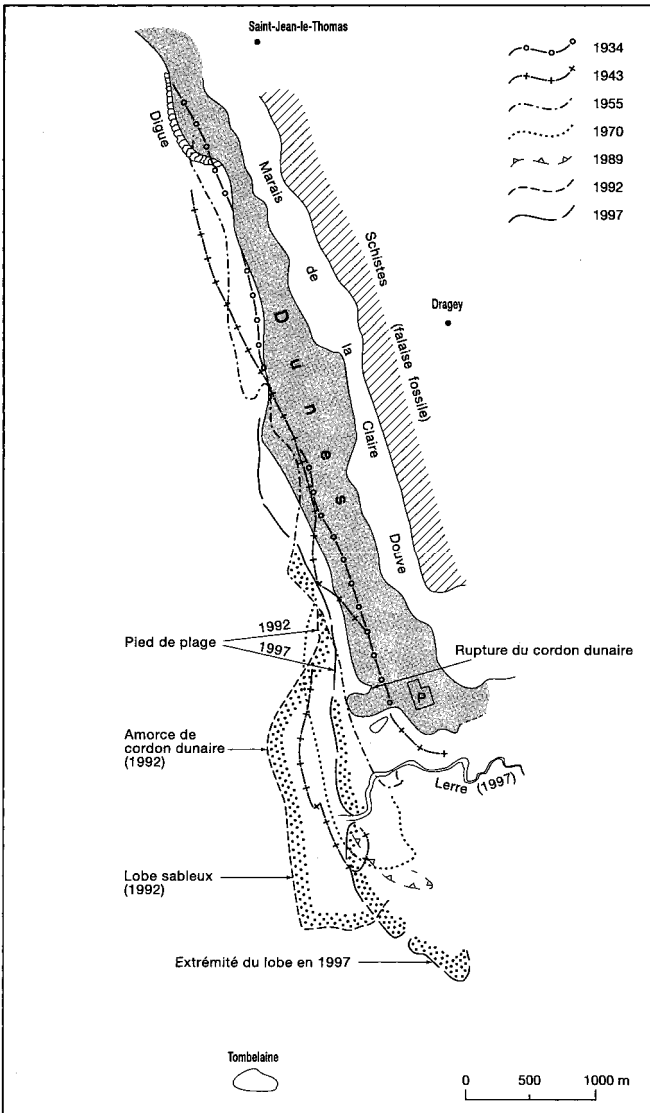 Saint-Jean-le-Thomas
1934
1943
1955
1970
1989
1992
1997
Digue
Marais
de
la
Claire
Douve
Schistes
(falaise fossile)
Dragey
Dunes
Pied de plage
1992
1997
Rupture du cordon dunaire
P
Amorce de
cordon dunaire
(1992)
Lerre (1997)
Lobe sableux
(1992)
Extrémité du lobe en 1997
Tombelaine
0 500 1000 m